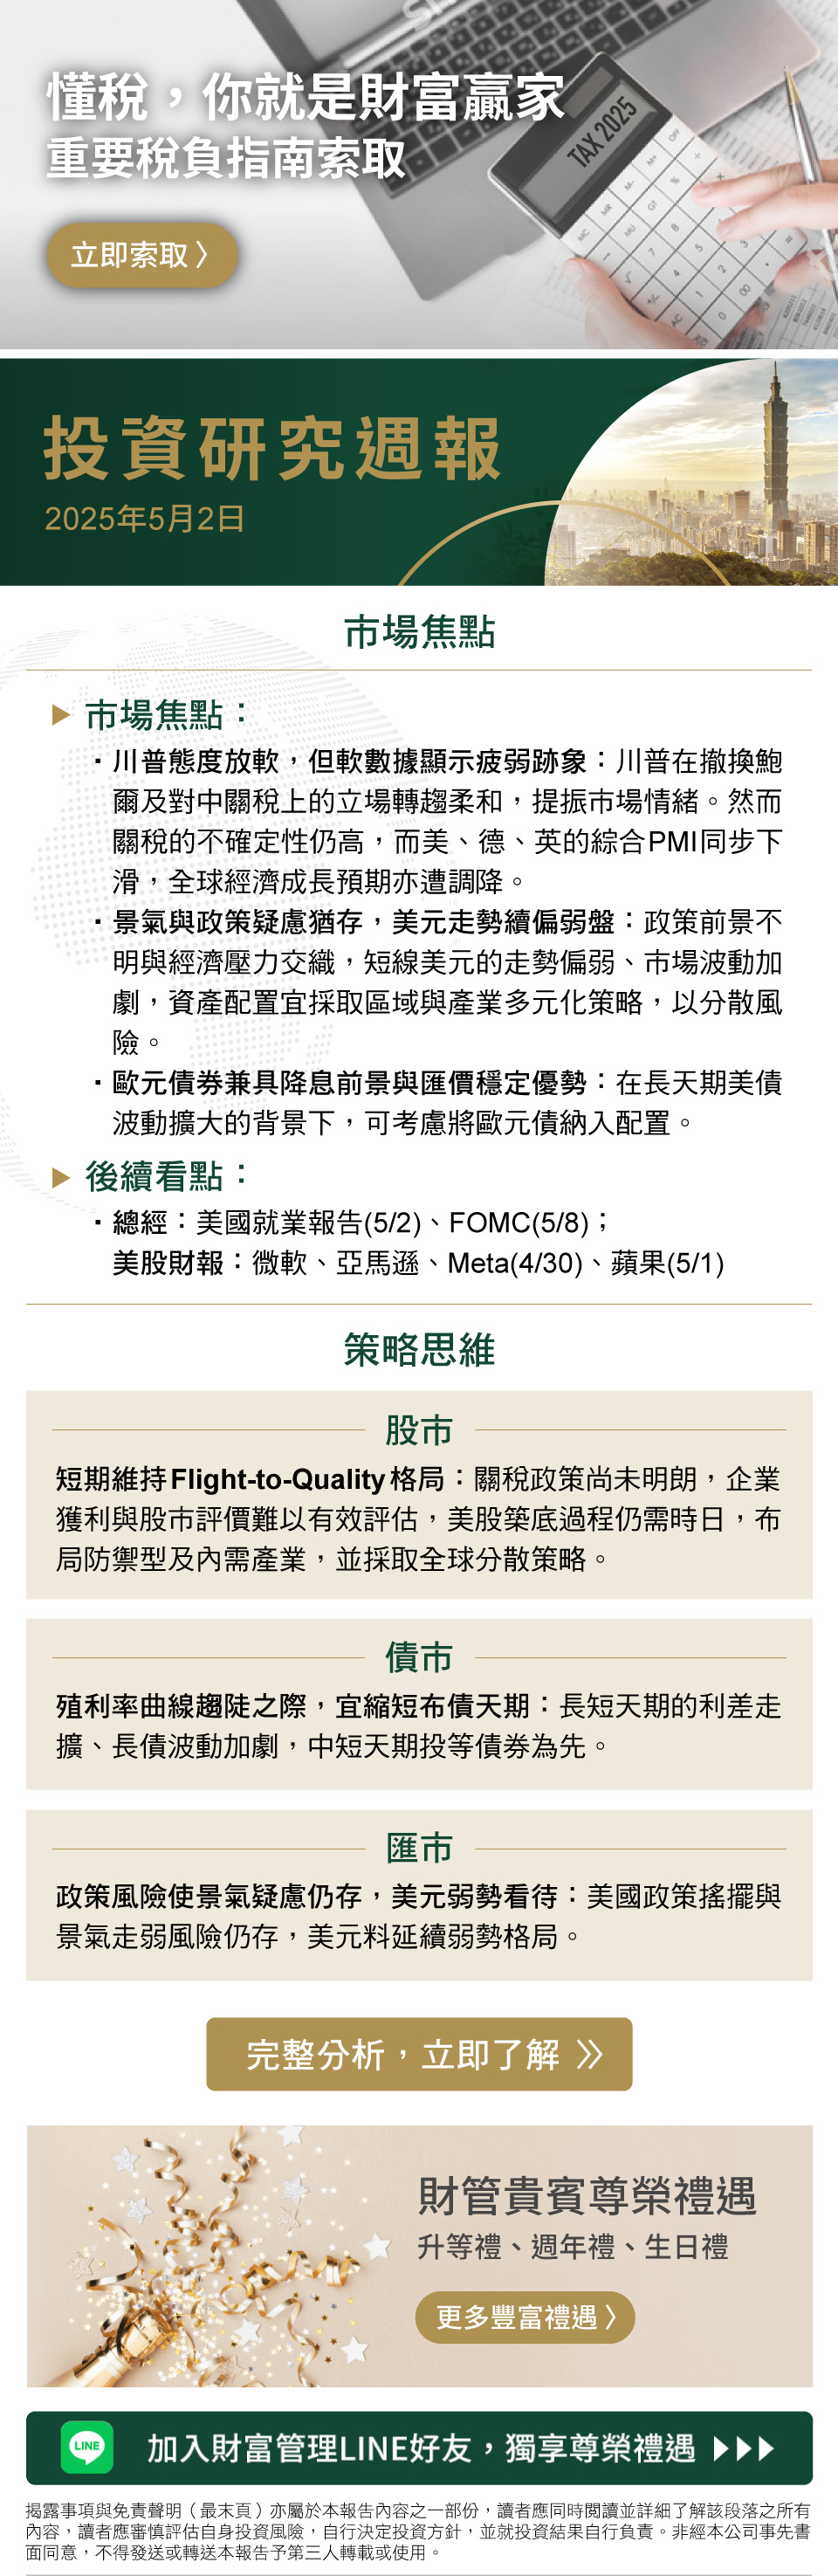 懂稅，你就是財富贏家
重要稅負指南索取
立即索取〉
TAX 2025
投資研究週報
2025年5月2日
市場焦點
▶ 市場焦點：
・川普態度放軟，但軟數據顯示疲弱跡象：川普在撤換鮑
爾及對中關稅上的立場轉趨柔和，提振市場情緒。然而
關稅的不確定性仍高，而美、德、英的綜合PMI同步下
滑，全球經濟成長預期亦遭調降。
・景氣與政策疑慮猶存，美元走勢續偏弱盤：政策前景不
明與經濟壓力交織，短線美元的走勢偏弱、市場波動加
劇，資產配置宜採取區域與產業多元化策略，以分散風
險。
・歐元債券兼具降息前景與匯價穩定優勢：在長天期美債
波動擴大的背景下，可考慮將歐元債納入配置。
▶ 後續看點：
・總經：美國就業報告(5/2)、FOMC(5/8)；
美股財報：微軟、亞馬遜、Meta(4/30)、蘋果(5/1)
策略思維
股市
短期維持Flight-to-Quality格局：關稅政策尚未明朗，企業
獲利與股市評價難以有效評估，美股築底過程仍需時日，布
局防禦型及內需產業，並採取全球分散策略。
債市
殖利率曲線趨陡之際，宜縮短布債天期：長短天期的利差走
擴、長債波動加劇，中短天期投等債券為先。
匯市
政策風險使景氣疑慮仍存，美元弱勢看待：美國政策搖擺與
景氣走弱風險仍存，美元料延續弱勢格局。
完整分析，立即了解 》
財管貴賓尊榮禮遇
升等禮、週年禮、生日禮
更多豐富禮遇〉
LINE
加入財富管理LINE好友，獨享尊榮禮遇 ▶▶▶
揭露事項與免責聲明（最末頁）亦屬於本報告內容之一部份，讀者應同時閱讀並詳細了解該段落之所有
內容，讀者應審慎評估自身投資風險，自行決定投資方針，並就投資結果自行負責。非經本公司事先書
面同意，不得發送或轉送本報告予第三人轉載或使用。